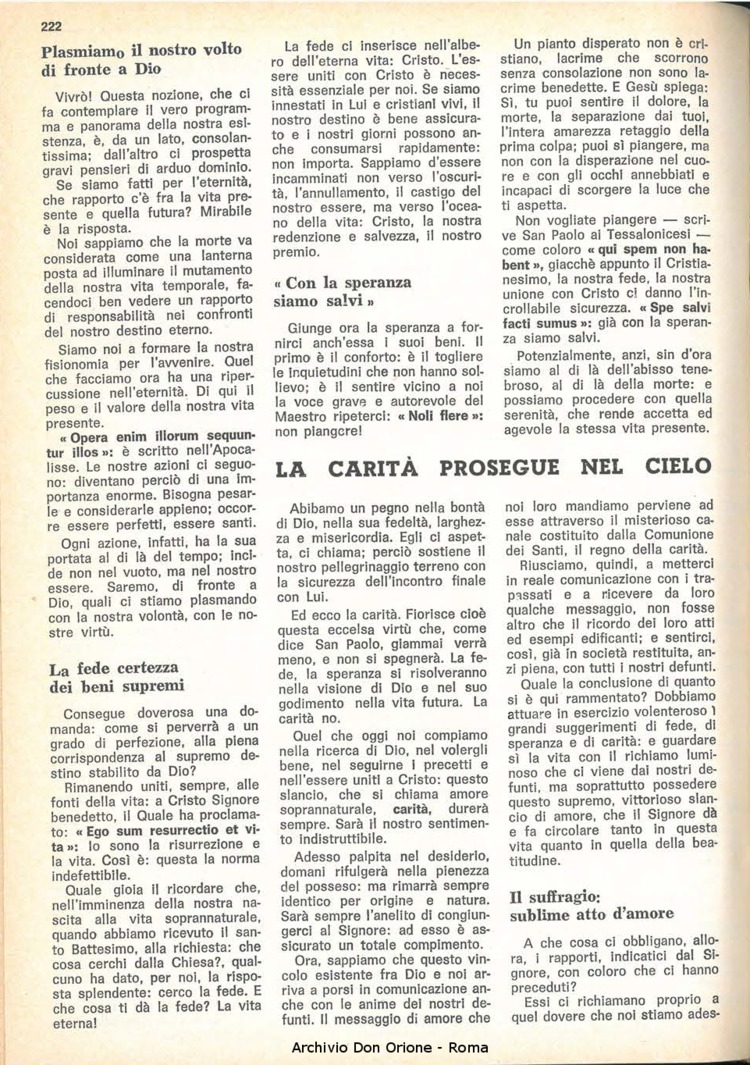 222
Plasmiamo il nostro volto
di fronte a Dio
Vivrò! Questa nozione, che ci
fa contemplare il vero program-
ma e panorama della nostra esi-
stenza, è, da un lato, consolan-
tissima; dall'altro ci prospetta
gravi pensieri di arduo dominio.
Se siamo fatti per l'eternità,
che rapporto c'è fra la vita pre-
sente e quella futura? Mirabile
è la risposta.
Noi sappiamo che la morte va
considerata come una lanterna
posta ad illuminare il mutamento
della nostra vita temporale, fa-
cendoci ben vedere un rapporto
di responsabilità nei confronti
del nostro destino eterno.
Siamo noi a formare la nostra
fisionomia per l'avvenire. Quel
che facciamo ora ha una riper-
cussione nell'eternità. Di qui il
peso e il valore della nostra vita
presente.
« Opera enim illorum sequun-
tur illos »: è scritto nell'Apoca-
lisse. Le nostre azioni ci seguo-
no: diventano perciò di una im-
portanza enorme. Bisogna pesar-
le e considerarle appieno; occor-
re essere perfetti, essere santi.
Ogni azione, infatti, ha la sua
portata al di là del tempo; inci-
de non nel vuoto, ma nel nostro
essere. Saremo, di fronte a
Dio, quali ci stiamo plasmando
con la nostra volontà, con le no-
stre virtù.
La fede certezza
dei beni supremi
Consegue doverosa una do-
manda: come si perverrà a un
grado di perfezione, alla piena
corrispondenza al supremo de-
stino stabilito da Dio?
Rimanendo uniti, sempre, alle
fonti della vita: a Cristo Signore
benedetto, il Quale ha proclama-
to: « Ego sum resurrectio et vi-
ta »: Io sono la risurrezione e
la vita. Così è: questa la norma
indefettibile.
Quale gioia il ricordare che,
nell'imminenza della nostra na-
scita alla vita soprannaturale,
quando abbiamo ricevuto il san-
to Battesimo, alla richiesta: che
cosa cerchi dalla Chiesa?, qual-
cuno ha dato, per noi, la rispo-
sta splendente: cerco la fede. E
che cosa ti dà la fede? La vita
eterna!
La fede ci inserisce nell'albe-
ro dell'eterna vita: Cristo. L'es-
sere uniti con Cristo è neces-
sità essenziale per noi. Se siamo
innestati in Lui e cristiani vivi, il
nostro destino è bene assicura-
to e i nostri giorni possono an-
che consumarsi rapidamente:
non importa. Sappiamo d'essere
incamminati non verso l'oscuri-
tà, l'annullamento, il castigo del
nostro essere, ma verso l'ocea-
no della vita: Cristo, la nostra
redenzione e salvezza, il nostro
premio.
« Con la speranza
siamo salvi »
Giunge ora la speranza a for-
nirci anch'essa i suoi beni. Il
primo è il conforto: è il togliere
le inquietudini che non hanno sol-
lievo; è il sentire vicino a noi
la voce grave e autorevole del
Maestro ripeterci: « Noli flere »:
non piangere!
Un pianto disperato non è cri-
stiano, lacrime che scorrono
senza consolazione non sono la-
crime benedette. E Gesù spiega:
Sì, tu puoi sentire il dolore, la
morte, la separazione dai tuoi,
l'intera amarezza retaggio della
prima colpa; puoi sì piangere, ma
non con la disperazione nel cuo-
re e con gli occhi annebbiati e
incapaci di scorgere la luce che
ti aspetta.
Non vogliate piangere — scri-
ve San Paolo ai Tessalonicesi —
come coloro « qui spem non ha-
bent », giacchè appunto il Cristia-
nesimo, la nostra fede, la nostra
unione con Cristo ci danno l'in-
crollabile sicurezza. « Spe salvi
facti sumus »: già con la speran-
za siamo salvi.
Potenzialmente, anzi, sin d'ora
siamo al di là dell'abisso tene-
broso, al di là della morte: e
possiamo procedere con quella
serenità, che rende accetta ed
agevole la stessa vita presente.
LA CARITÀ PROSEGUE NEL CIELO
Abibamo un pegno nella bontà
di Dio, nella sua fedeltà, larghez-
za e misericordia. Egli ci aspet-
ta, ci chiama; perciò sostiene il
nostro pellegrinaggio terreno con
la sicurezza dell'incontro finale
con Lui.
Ed ecco la carità. Fiorisce cioè
questa eccelsa virtù che, come
dice San Paolo, giammai verrà
meno, e non si spegnerà. La fe-
de, la speranza si risolveranno
nella visione di Dio e nel suo
godimento nella vita futura. La
carità no.
Quel che oggi noi compiamo
nella ricerca di Dio, nel volergli
bene, nel seguirne i precetti e
nell'essere uniti a Cristo: questo
slancio, che si chiama amore
soprannaturale, carità, durerà
sempre. Sarà il nostro sentimen-
to indistruttibile.
Adesso palpita nel desiderio,
domani rifulgerà nella pienezza
del possesso: ma rimarrà sempre
identico per origine e natura.
Sarà sempre l'anelito di congiun-
gerci al Signore: ad esso è as-
sicurato un totale compimento.
Ora, sappiamo che questo vin-
colo esistente fra Dio e noi ar-
riva a porsi in comunicazione an-
che con le anime dei nostri de-
funti. Il messaggio di amore che
noi loro mandiamo perviene ad
esse attraverso il misterioso ca-
nale costituito dalla Comunione
dei Santi, il regno della carità.
Riusciamo, quindi, a metterci
in reale comunicazione con i tra-
passati e a ricevere da loro
qualche messaggio, non fosse
altro che il ricordo dei loro atti
ed esempi edificanti; e sentirci,
così, già in società restituita, an-
zi piena, con tutti i nostri defunti.
Quale la conclusione di quanto
si è qui rammentato? Dobbiamo
attuare in esercizio volenteroso i
grandi suggerimenti di fede, di
speranza e di carità: e guardare
sì la vita con il richiamo lumi-
noso che ci viene dai nostri de-
funti, ma soprattutto possedere
questo supremo, vittorioso slan-
cio di amore, che il Signore dà
e fa circolare tanto in questa
vita quanto in quella della bea-
titudine.
Il suffragio:
sublime atto d'amore
A che cosa ci obbligano, allo-
ra, i rapporti, indicatici dal Si-
gnore, con coloro che ci hanno
preceduti?
Essi ci richiamano proprio a
quel dovere che noi stiamo ades-
Archivio Don Orione - Roma